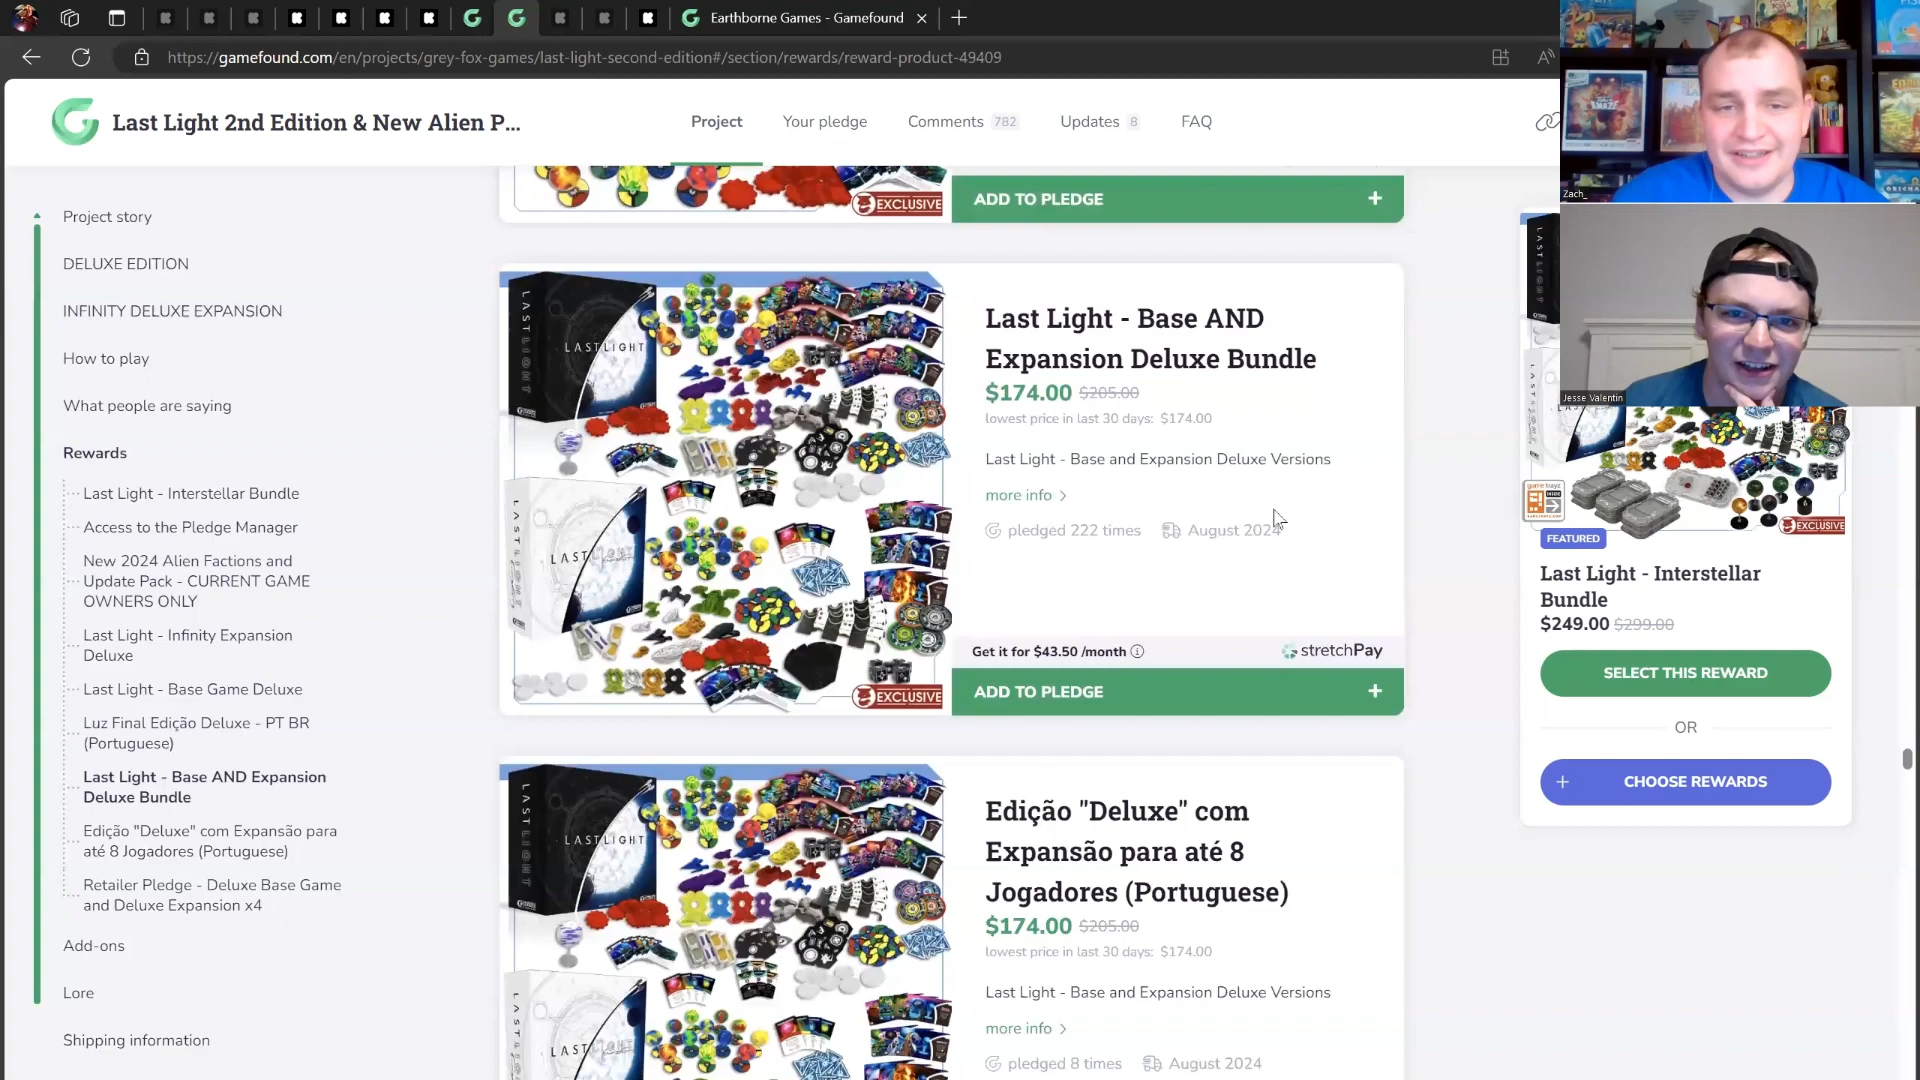 Earthborne Games - Gamefound
https://gamefound.com/en/projects/grey-fox-games/last-light-second-edition#/section/rewards/reward-product-49409
Last Light 2nd Edition & New Alien P...
Project
Your pledge
Comments 782
Updates 8
FAQ
Project story
DELUXE EDITION
INFINITY DELUXE EXPANSION
How to play
What people are saying
Rewards
Last Light - Interstellar Bundle
Access to the Pledge Manager
New 2024 Alien Factions and
Update Pack - CURRENT GAME
OWNERS ONLY
Last Light - Infinity Expansion
Deluxe
Last Light - Base Game Deluxe
Luz Final Edição Deluxe - PT BR
(Portuguese)
Last Light - Base AND Expansion
Deluxe Bundle
Edição "Deluxe" com Expansão para
até 8 Jogadores (Portuguese)
Retailer Pledge - Deluxe Base Game
and Deluxe Expansion x4
Add-ons
Lore
Shipping information
EXCLUSIVE
ADD TO PLEDGE +
LASTLIGHT
LASTLIGHT
LASTLIGHT
EXCLUSIVE
Last Light - Base AND
Expansion Deluxe Bundle
$174.00 $205.00
lowest price in last 30 days: $174.00
Last Light - Base and Expansion Deluxe Versions
more info >
pledged 222 times August 2024
Get it for $43.50 /month
stretchPay
ADD TO PLEDGE +
LASTLIGHT
LASTLIGHT
Edição "Deluxe" com
Expansão para até 8
Jogadores (Portuguese)
$174.00 $205.00
lowest price in last 30 days: $174.00
Last Light - Base and Expansion Deluxe Versions
more info >
pledged 8 times August 2024
Zach_
Jesse Valentin
EXCLUSIVE
FEATURED
Last Light - Interstellar
Bundle
$249.00 $299.00
SELECT THIS REWARD
OR
+ CHOOSE REWARDS